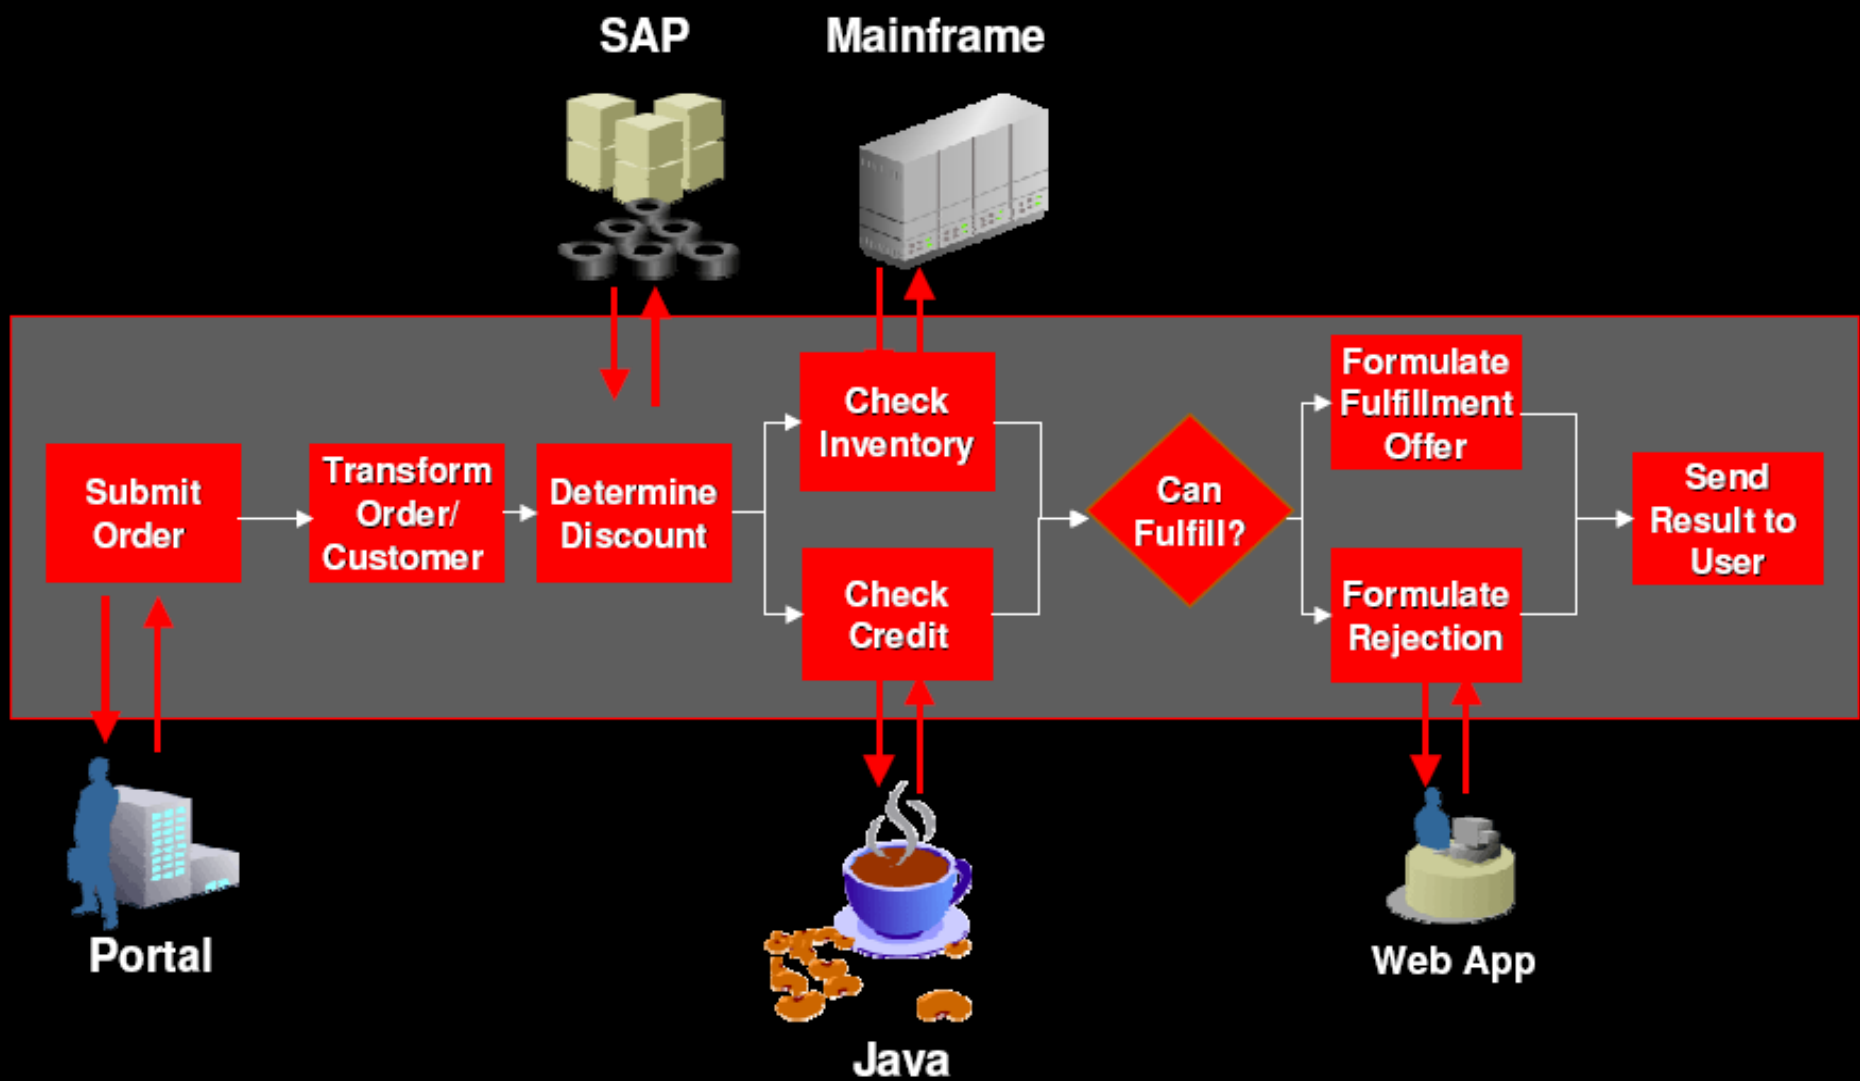 SAP
Mainframe
Submit
Order
Transform
Order/
Customer
Determine
Discount
Check
Inventory
Check
Credit
Can
Fulfill?
Formulate
Fulfillment
Offer
Formulate
Rejection
Send
Result to
User
Portal
Java
Web App